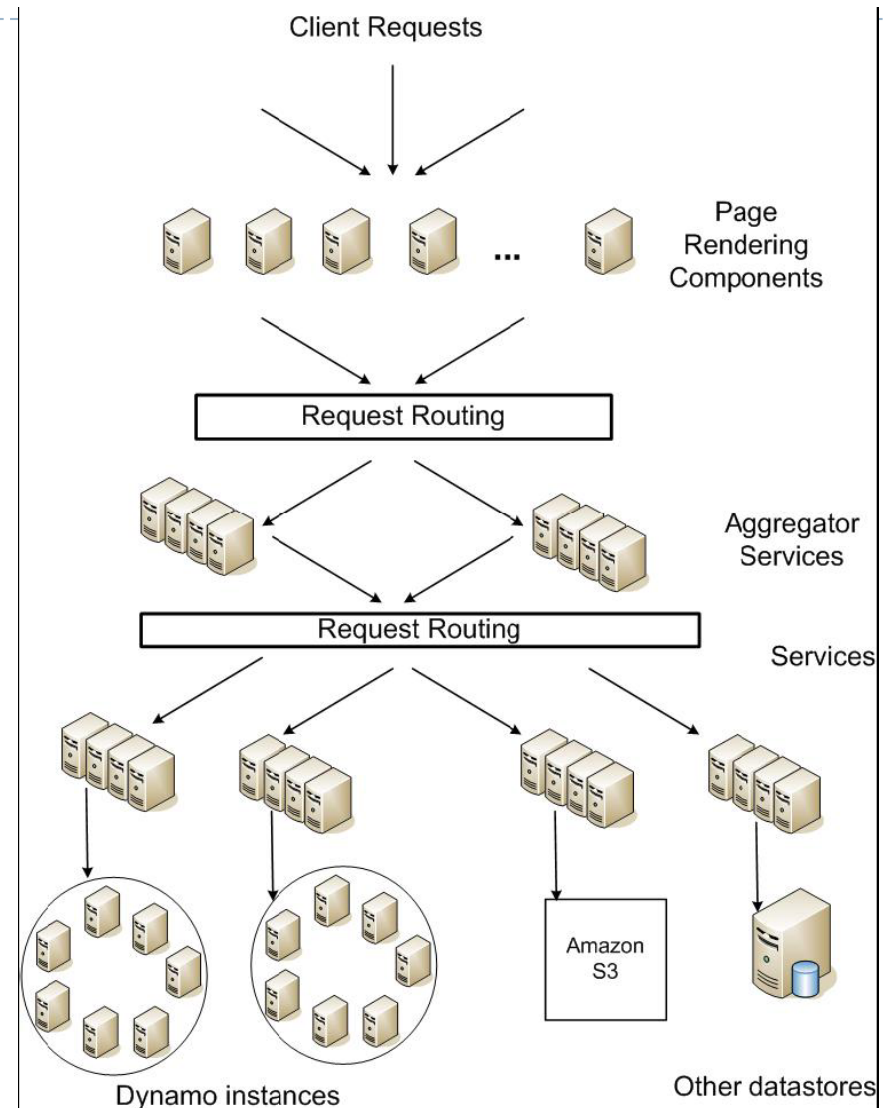 Client Requests
Page
Rendering
Components
...
Request Routing
Aggregator
Services
Request Routing
Services
Amazon
S3
Dynamo instances
Other datastores